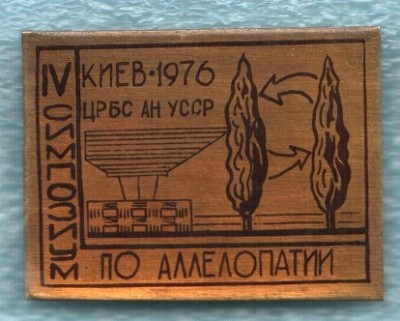 IV СИМПОЗИУМ
КИЕВ·1976
ЦРБС АН УССР
ПО АЛЛЕЛОПАТИИ